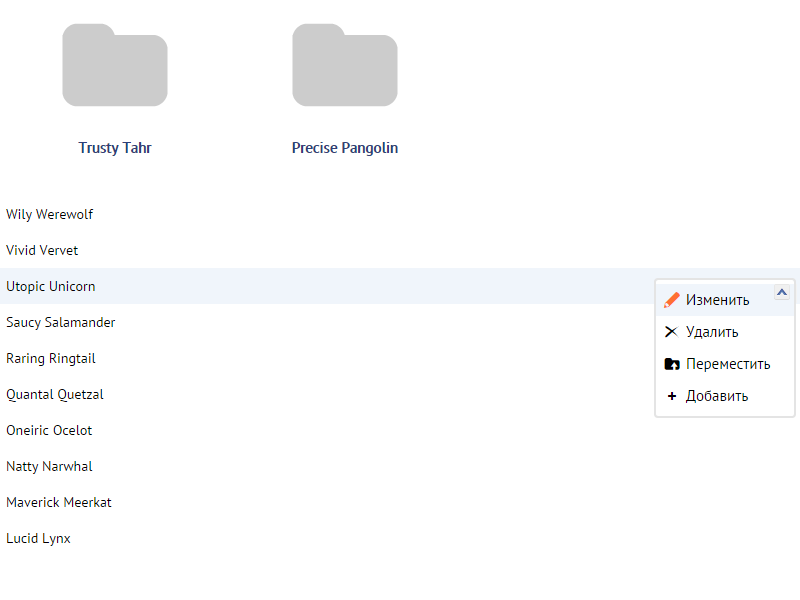 Trusty Tahr
Precise Pangolin
Wily Werewolf
Vivid Vervet
Utopic Unicorn
Saucy Salamander
Raring Ringtail
Quantal Quetzal
Oneiric Ocelot
Natty Narwhal
Maverick Meerkat
Lucid Lynx
Изменить
Удалить
Переместить
Добавить